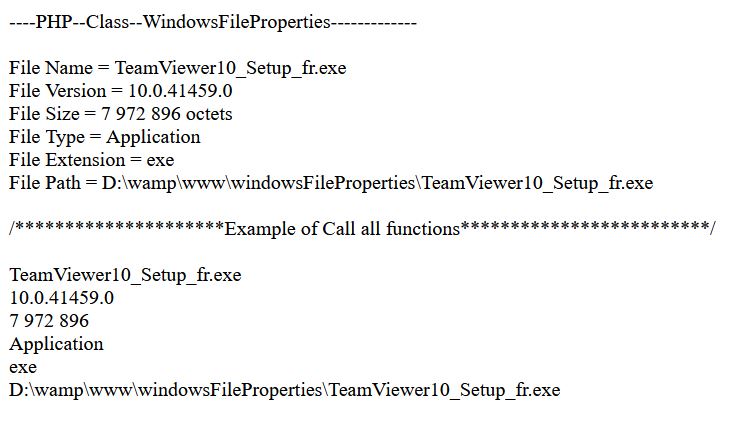 ----PHP--Class--WindowsFileProperties-------------
File Name = TeamViewer10_Setup_fr.exe
File Version = 10.0.41459.0
File Size = 7 972 896 octets
File Type = Application
File Extension = exe
File Path = D:\wamp\www\windowsFileProperties\TeamViewer10_Setup_fr.exe
/*********************Example of Call all functions*************************/
TeamViewer10_Setup_fr.exe
10.0.41459.0
7 972 896
Application
exe
D:\wamp\www\windowsFileProperties\TeamViewer10_Setup_fr.exe